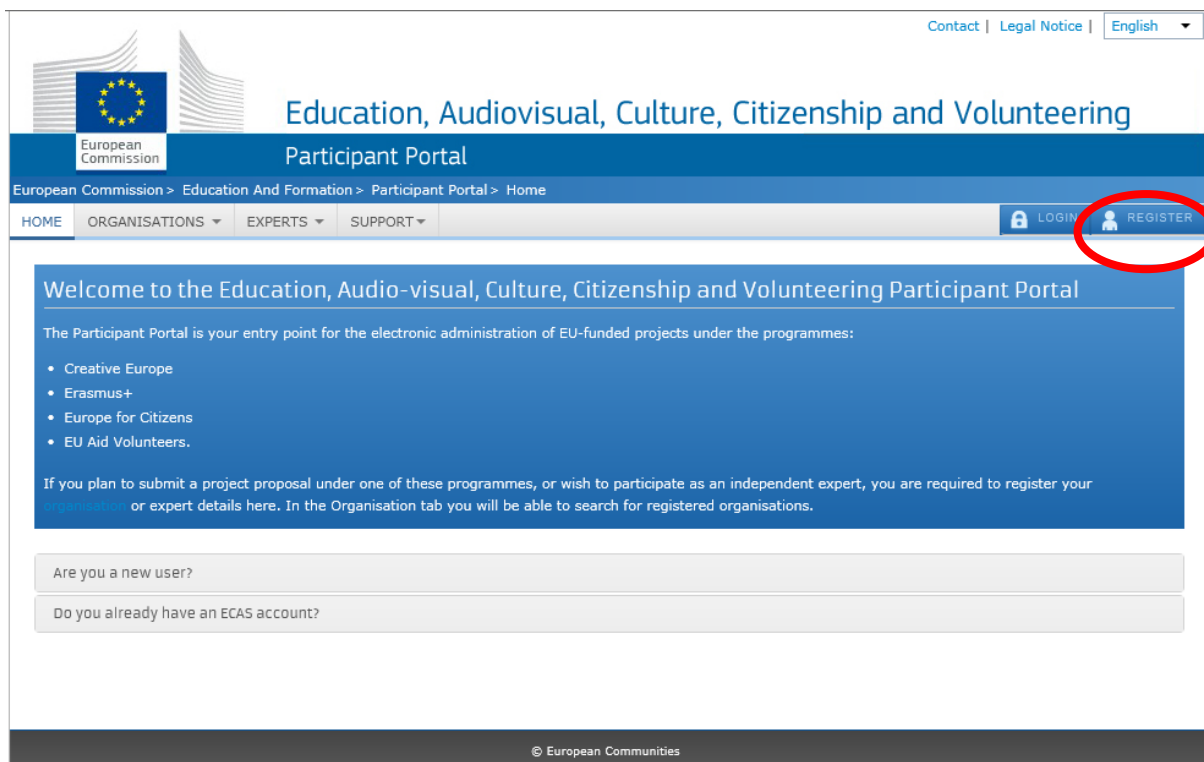 Contact | Legal Notice | English
Education, Audiovisual, Culture, Citizenship and Volunteering
European
Commission
Participant Portal
European Commission > Education And Formation > Participant Portal > Home
HOME ORGANISATIONS EXPERTS SUPPORT LOGIN REGISTER
Welcome to the Education, Audio-visual, Culture, Citizenship and Volunteering Participant Portal
The Participant Portal is your entry point for the electronic administration of EU-funded projects under the programmes:
• Creative Europe
• Erasmus+
• Europe for Citizens
• EU Aid Volunteers.
If you plan to submit a project proposal under one of these programmes, or wish to participate as an independent expert, you are required to register your
organisation or expert details here. In the Organisation tab you will be able to search for registered organisations.
Are you a new user?
Do you already have an ECAS account?
© European Communities